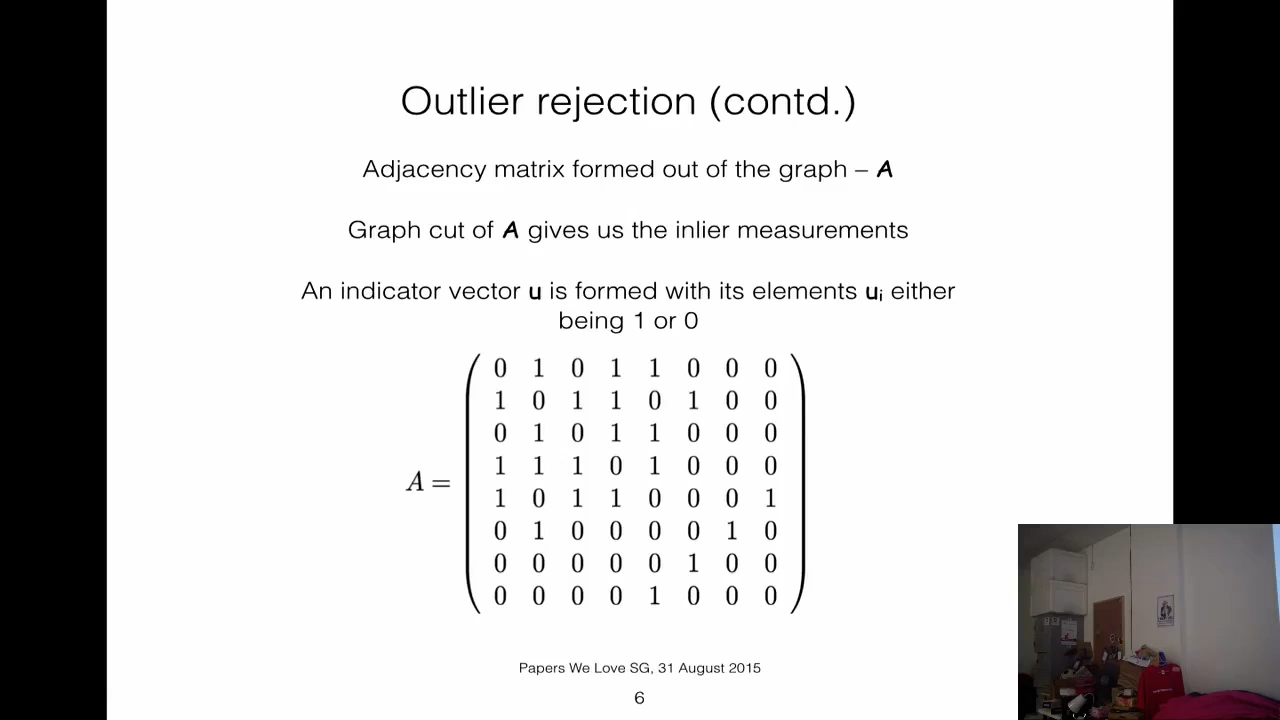 Outlier rejection (contd.)
Adjacency matrix formed out of the graph – A
Graph cut of A gives us the inlier measurements
An indicator vector u is formed with its elements uᵢ either
being 1 or 0
0 1 0 1 1 0 0 0
1 0 1 1 0 1 0 0
0 1 0 1 1 0 0 0
1 1 1 0 1 0 0 0
A =
1 0 1 1 0 0 0 1
0 1 0 0 0 0 1 0
0 0 0 0 0 1 0 0
0 0 0 0 1 0 0 0
Papers We Love SG, 31 August 2015
6